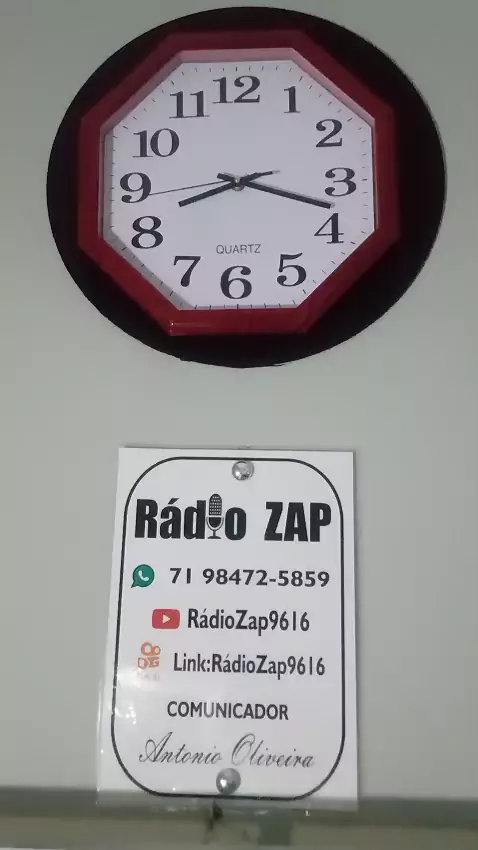 12
11
1
10
2
9
3
8
4
QUARTZ
7
5
6
Rádio ZAP
71 98472-5859
RádioZap9616
Link:RádioZap9616
COMUNICADOR
Antonio Oliveira